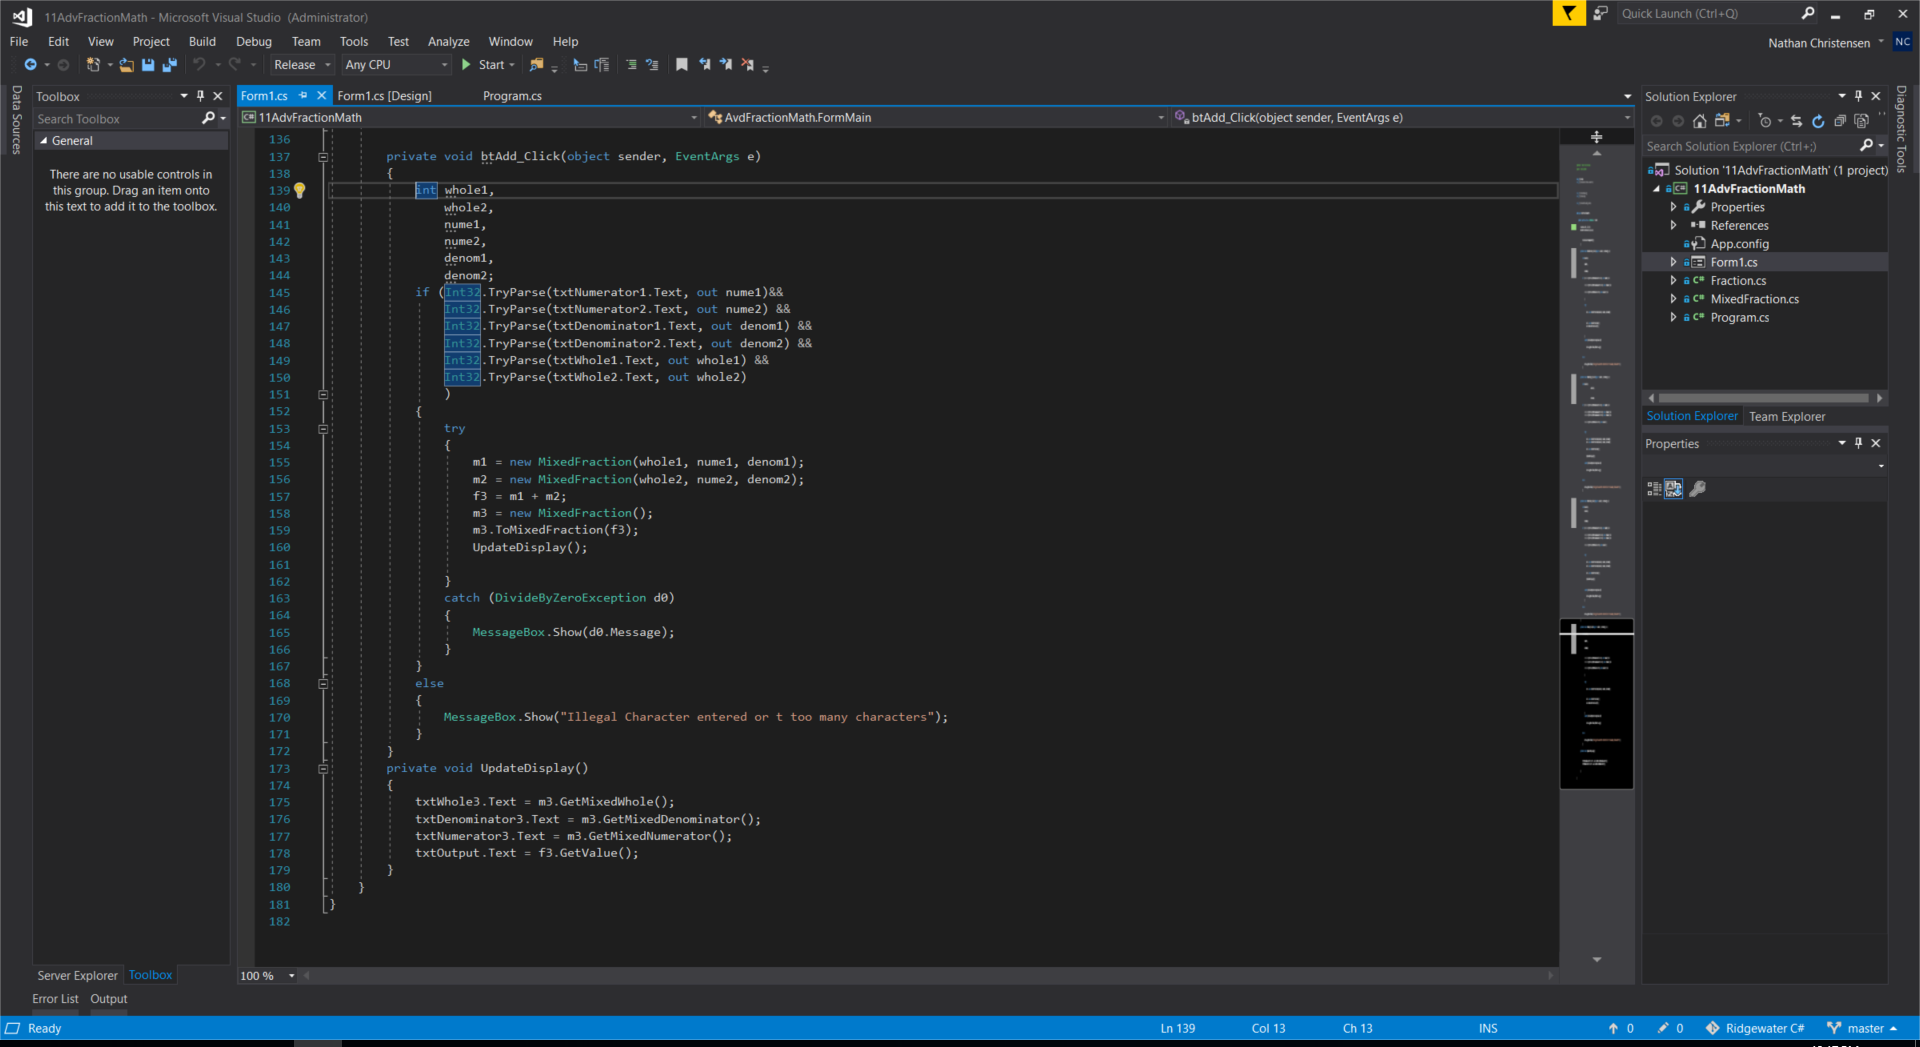 11AdvFractionMath - Microsoft Visual Studio (Administrator)
Quick Launch (Ctrl+Q)
File Edit View Project Build Debug Team Tools Test Analyze Window Help
Nathan Christensen NC
Release Any CPU Start
Data Sources
Toolbox
Search Toolbox
General
There are no usable controls in
this group. Drag an item onto
this text to add it to the toolbox.
Form1.cs Form1.cs [Design] Program.cs
11AdvFractionMath AvdFractionMath.FormMain btAdd_Click(object sender, EventArgs e)
136
137 private void btAdd_Click(object sender, EventArgs e)
138 {
139 int whole1,
140 whole2,
141 nume1,
142 nume2,
143 denom1,
144 denom2;
145 if (Int32.TryParse(txtNumerator1.Text, out nume1)&&
146 Int32.TryParse(txtNumerator2.Text, out nume2) &&
147 Int32.TryParse(txtDenominator1.Text, out denom1) &&
148 Int32.TryParse(txtDenominator2.Text, out denom2) &&
149 Int32.TryParse(txtWhole1.Text, out whole1) &&
150 Int32.TryParse(txtWhole2.Text, out whole2)
151 )
152 {
153 try
154 {
155 m1 = new MixedFraction(whole1, nume1, denom1);
156 m2 = new MixedFraction(whole2, nume2, denom2);
157 f3 = m1 + m2;
158 m3 = new MixedFraction();
159 m3.ToMixedFraction(f3);
160 UpdateDisplay();
161
162 }
163 catch (DivideByZeroException d0)
164 {
165 MessageBox.Show(d0.Message);
166 }
167 }
168 else
169 {
170 MessageBox.Show("Illegal Character entered or t too many characters");
171 }
172 }
173 private void UpdateDisplay()
174 {
175 txtWhole3.Text = m3.GetMixedWhole();
176 txtDenominator3.Text = m3.GetMixedDenominator();
177 txtNumerator3.Text = m3.GetMixedNumerator();
178 txtOutput.Text = f3.GetValue();
179 }
180 }
181 }
182
100 %
Solution Explorer
Search Solution Explorer (Ctrl+;)
Solution '11AdvFractionMath' (1 project)
11AdvFractionMath
Properties
References
App.config
Form1.cs
Fraction.cs
MixedFraction.cs
Program.cs
Solution Explorer Team Explorer
Properties
Diagnostic Tools
Server Explorer Toolbox
Error List Output
Ready Ln 139 Col 13 Ch 13 INS 0 0 Ridgewater C# master